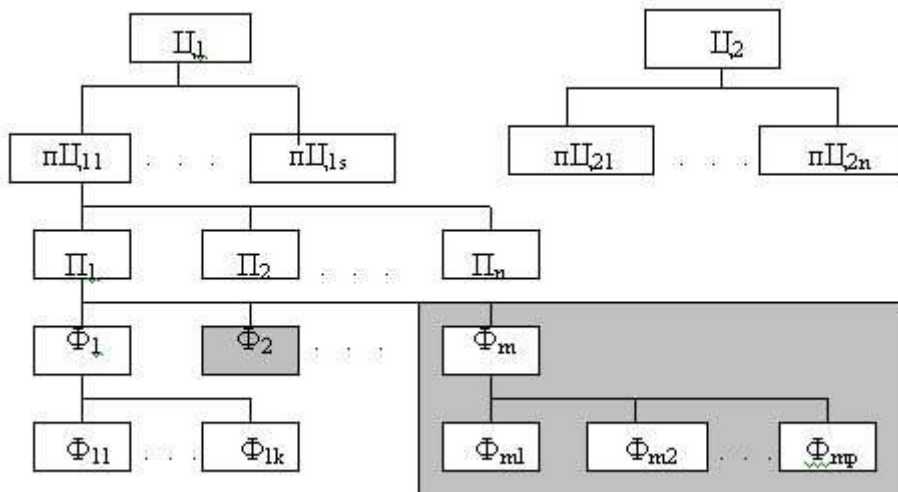 Ц1 Ц2
пЦ11 . . . пЦ1s пЦ21 . . . пЦ2n
П1 П2 . . . Пn
Ф1 Ф2 . . . Фm
Ф11 . . . Ф1k Фm1 Фm2 . . . Фmp